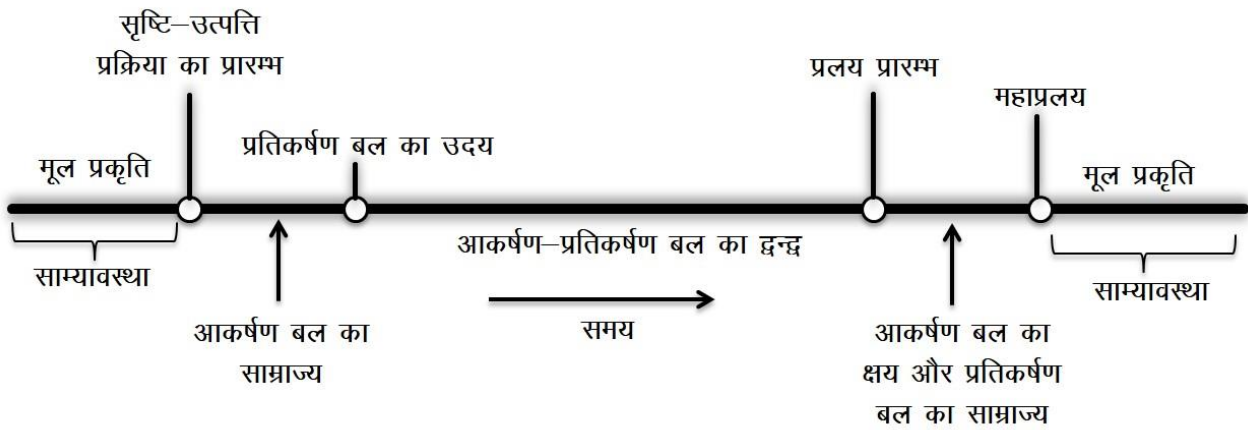 सृष्टि–उत्पत्ति
प्रक्रिया का प्रारम्भ
प्रलय प्रारम्भ
महाप्रलय
प्रतिकर्षण बल का उदय
मूल प्रकृति
मूल प्रकृति
आकर्षण–प्रतिकर्षण बल का द्वन्द्व
साम्यावस्था
साम्यावस्था
समय
आकर्षण बल का
साम्राज्य
आकर्षण बल का
क्षय और प्रतिकर्षण
बल का साम्राज्य